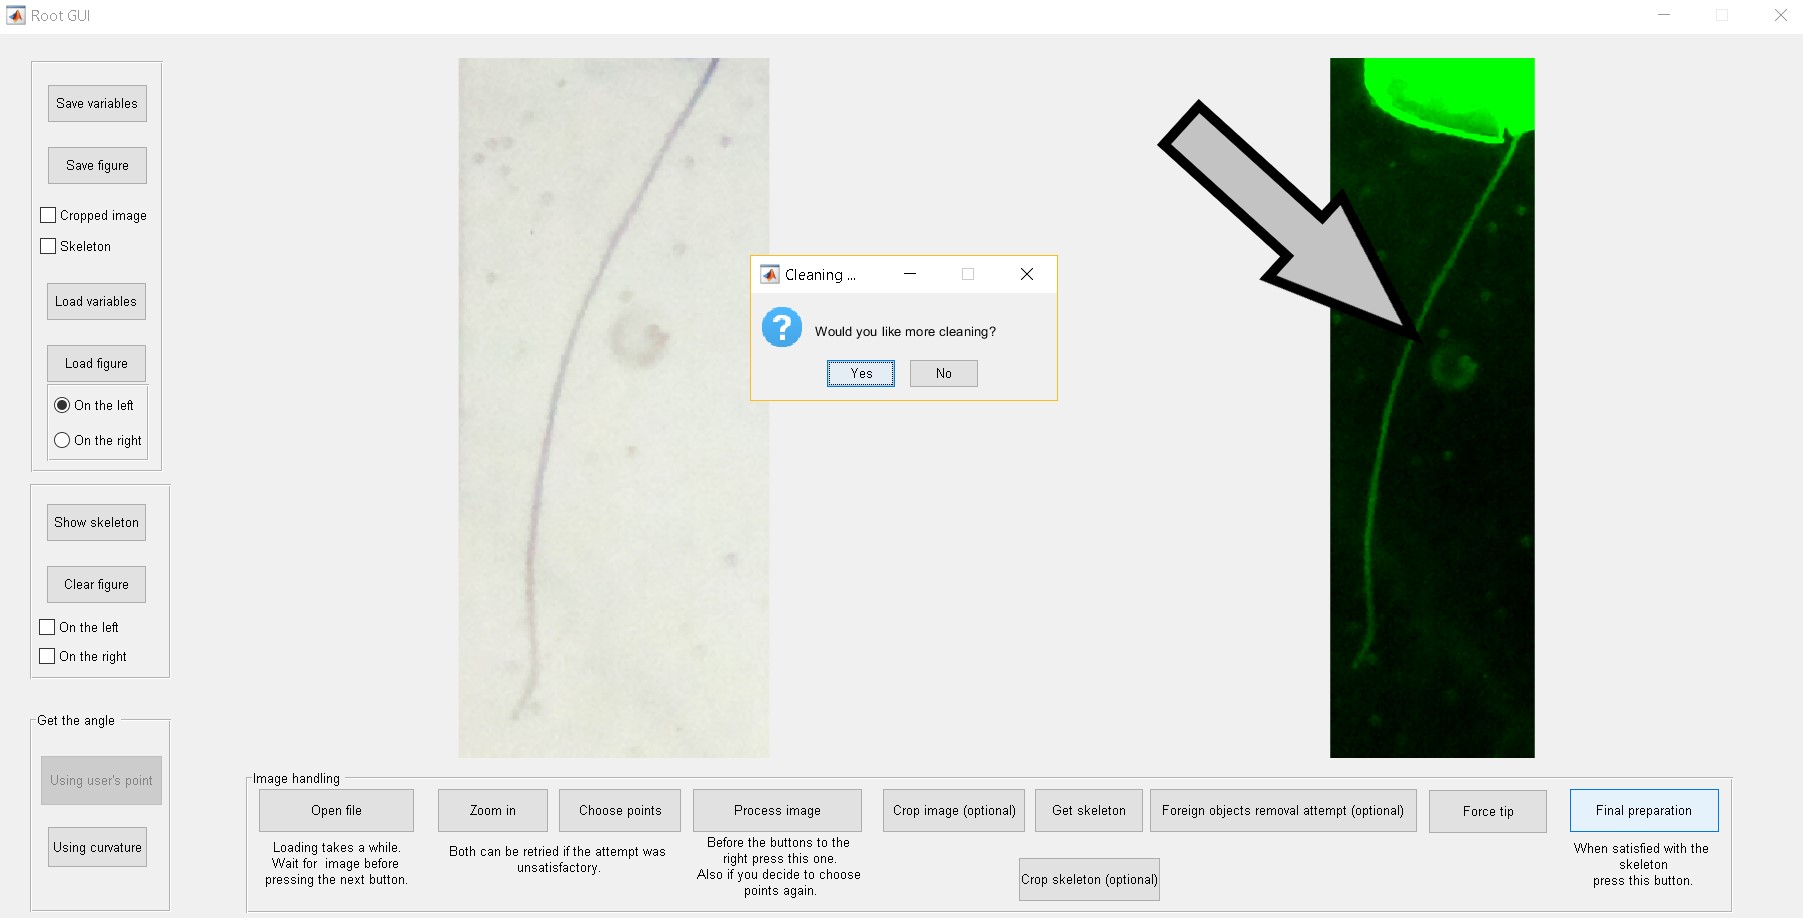 Root GUI
Save variables
Save figure
Cropped image
Skeleton
Load variables
Load figure
On the left
On the right
Show skeleton
Clear figure
On the left
On the right
Get the angle
Using user's point
Using curvature
Cleaning ...
Would you like more cleaning?
Yes
No
Image handling
Open file
Loading takes a while.
Wait for  image before
pressing the next button.
Zoom in
Choose points
Both can be retried if the attempt was
unsatisfactory.
Process image
Before the buttons to the
right press this one.
Also if you decide to choose
points again.
Crop image (optional)
Get skeleton
Foreign objects removal attempt (optional)
Crop skeleton (optional)
Force tip
Final preparation
When satisfied with the
skeleton
press this button.